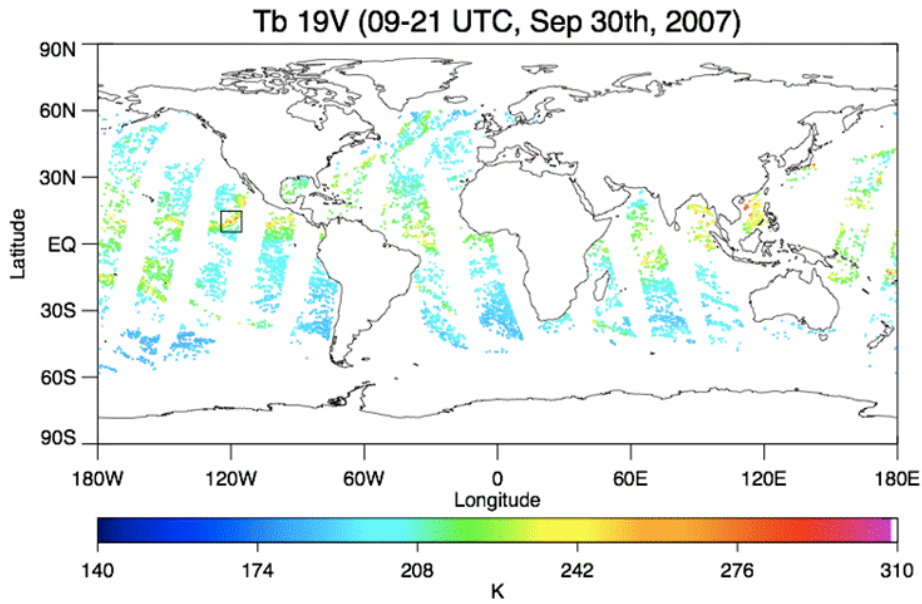 Tb 19V (09-21 UTC, Sep 30th, 2007)
90N
60N
30N
EQ
30S
60S
90S
Latitude
180W 120W 60W 0 60E 120E 180E
Longitude
140 174 208 242 276 310
K